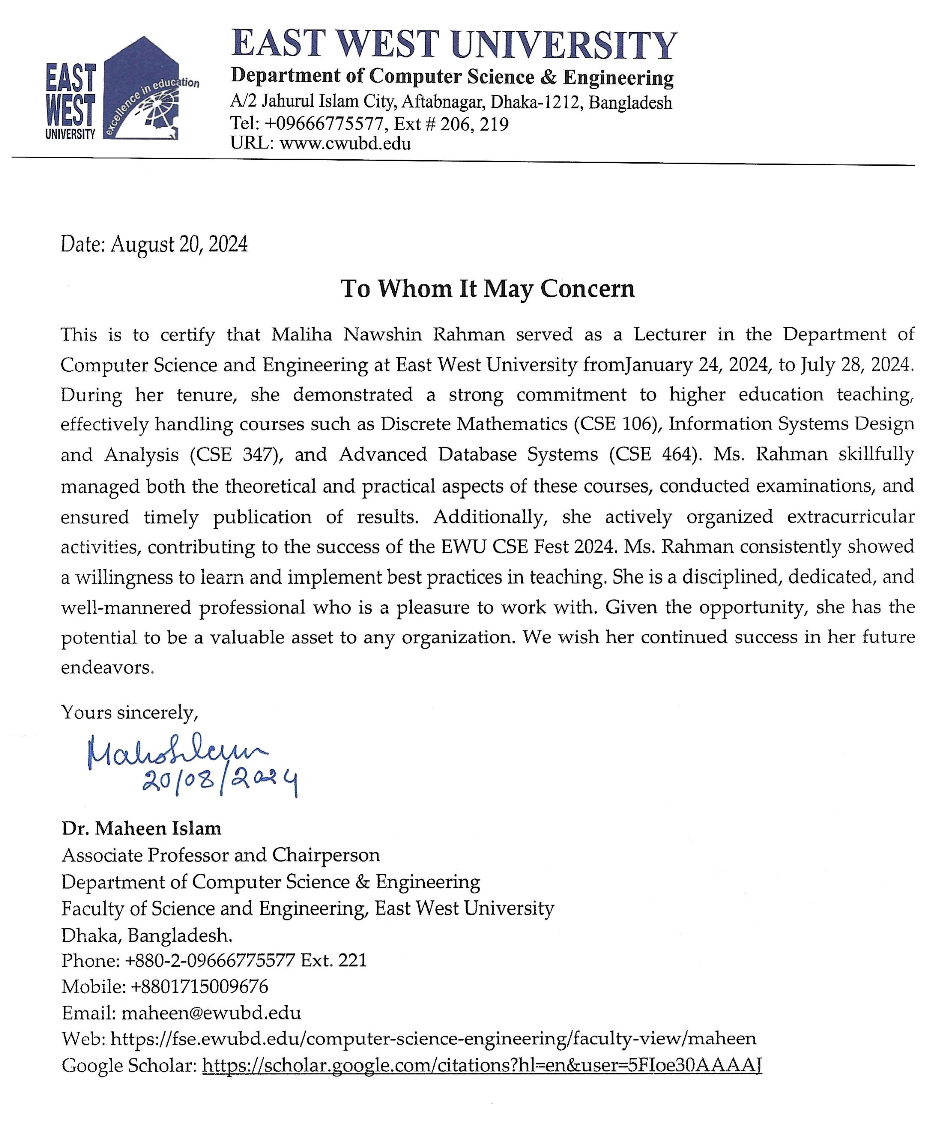 EAST
WEST
UNIVERSITY
excellence in education
EAST WEST UNIVERSITY
Department of Computer Science & Engineering
A/2 Jahurul Islam City, Aftabnagar, Dhaka-1212, Bangladesh
Tel: +09666775577, Ext # 206, 219
URL: www.cwubd.edu
Date: August 20, 2024
To Whom It May Concern
This is to certify that Maliha Nawshin Rahman served as a Lecturer in the Department of
Computer Science and Engineering at East West University fromJanuary 24, 2024, to July 28, 2024.
During her tenure, she demonstrated a strong commitment to higher education teaching,
effectively handling courses such as Discrete Mathematics (CSE 106), Information Systems Design
and Analysis (CSE 347), and Advanced Database Systems (CSE 464). Ms. Rahman skillfully
managed both the theoretical and practical aspects of these courses, conducted examinations, and
ensured timely publication of results. Additionally, she actively organized extracurricular
activities, contributing to the success of the EWU CSE Fest 2024. Ms. Rahman consistently showed
a willingness to learn and implement best practices in teaching. She is a disciplined, dedicated, and
well-mannered professional who is a pleasure to work with. Given the opportunity, she has the
potential to be a valuable asset to any organization. We wish her continued success in her future
endeavors.
Yours sincerely,
20/08/2024
Dr. Maheen Islam
Associate Professor and Chairperson
Department of Computer Science & Engineering
Faculty of Science and Engineering, East West University
Dhaka, Bangladesh.
Phone: +880-2-09666775577 Ext. 221
Mobile: +8801715009676
Email: maheen@ewubd.edu
Web: https://fse.ewubd.edu/computer-science-engineering/faculty-view/maheen
Google Scholar: https://scholar.google.com/citations?hl=en&user=5FIoe30AAAAJ